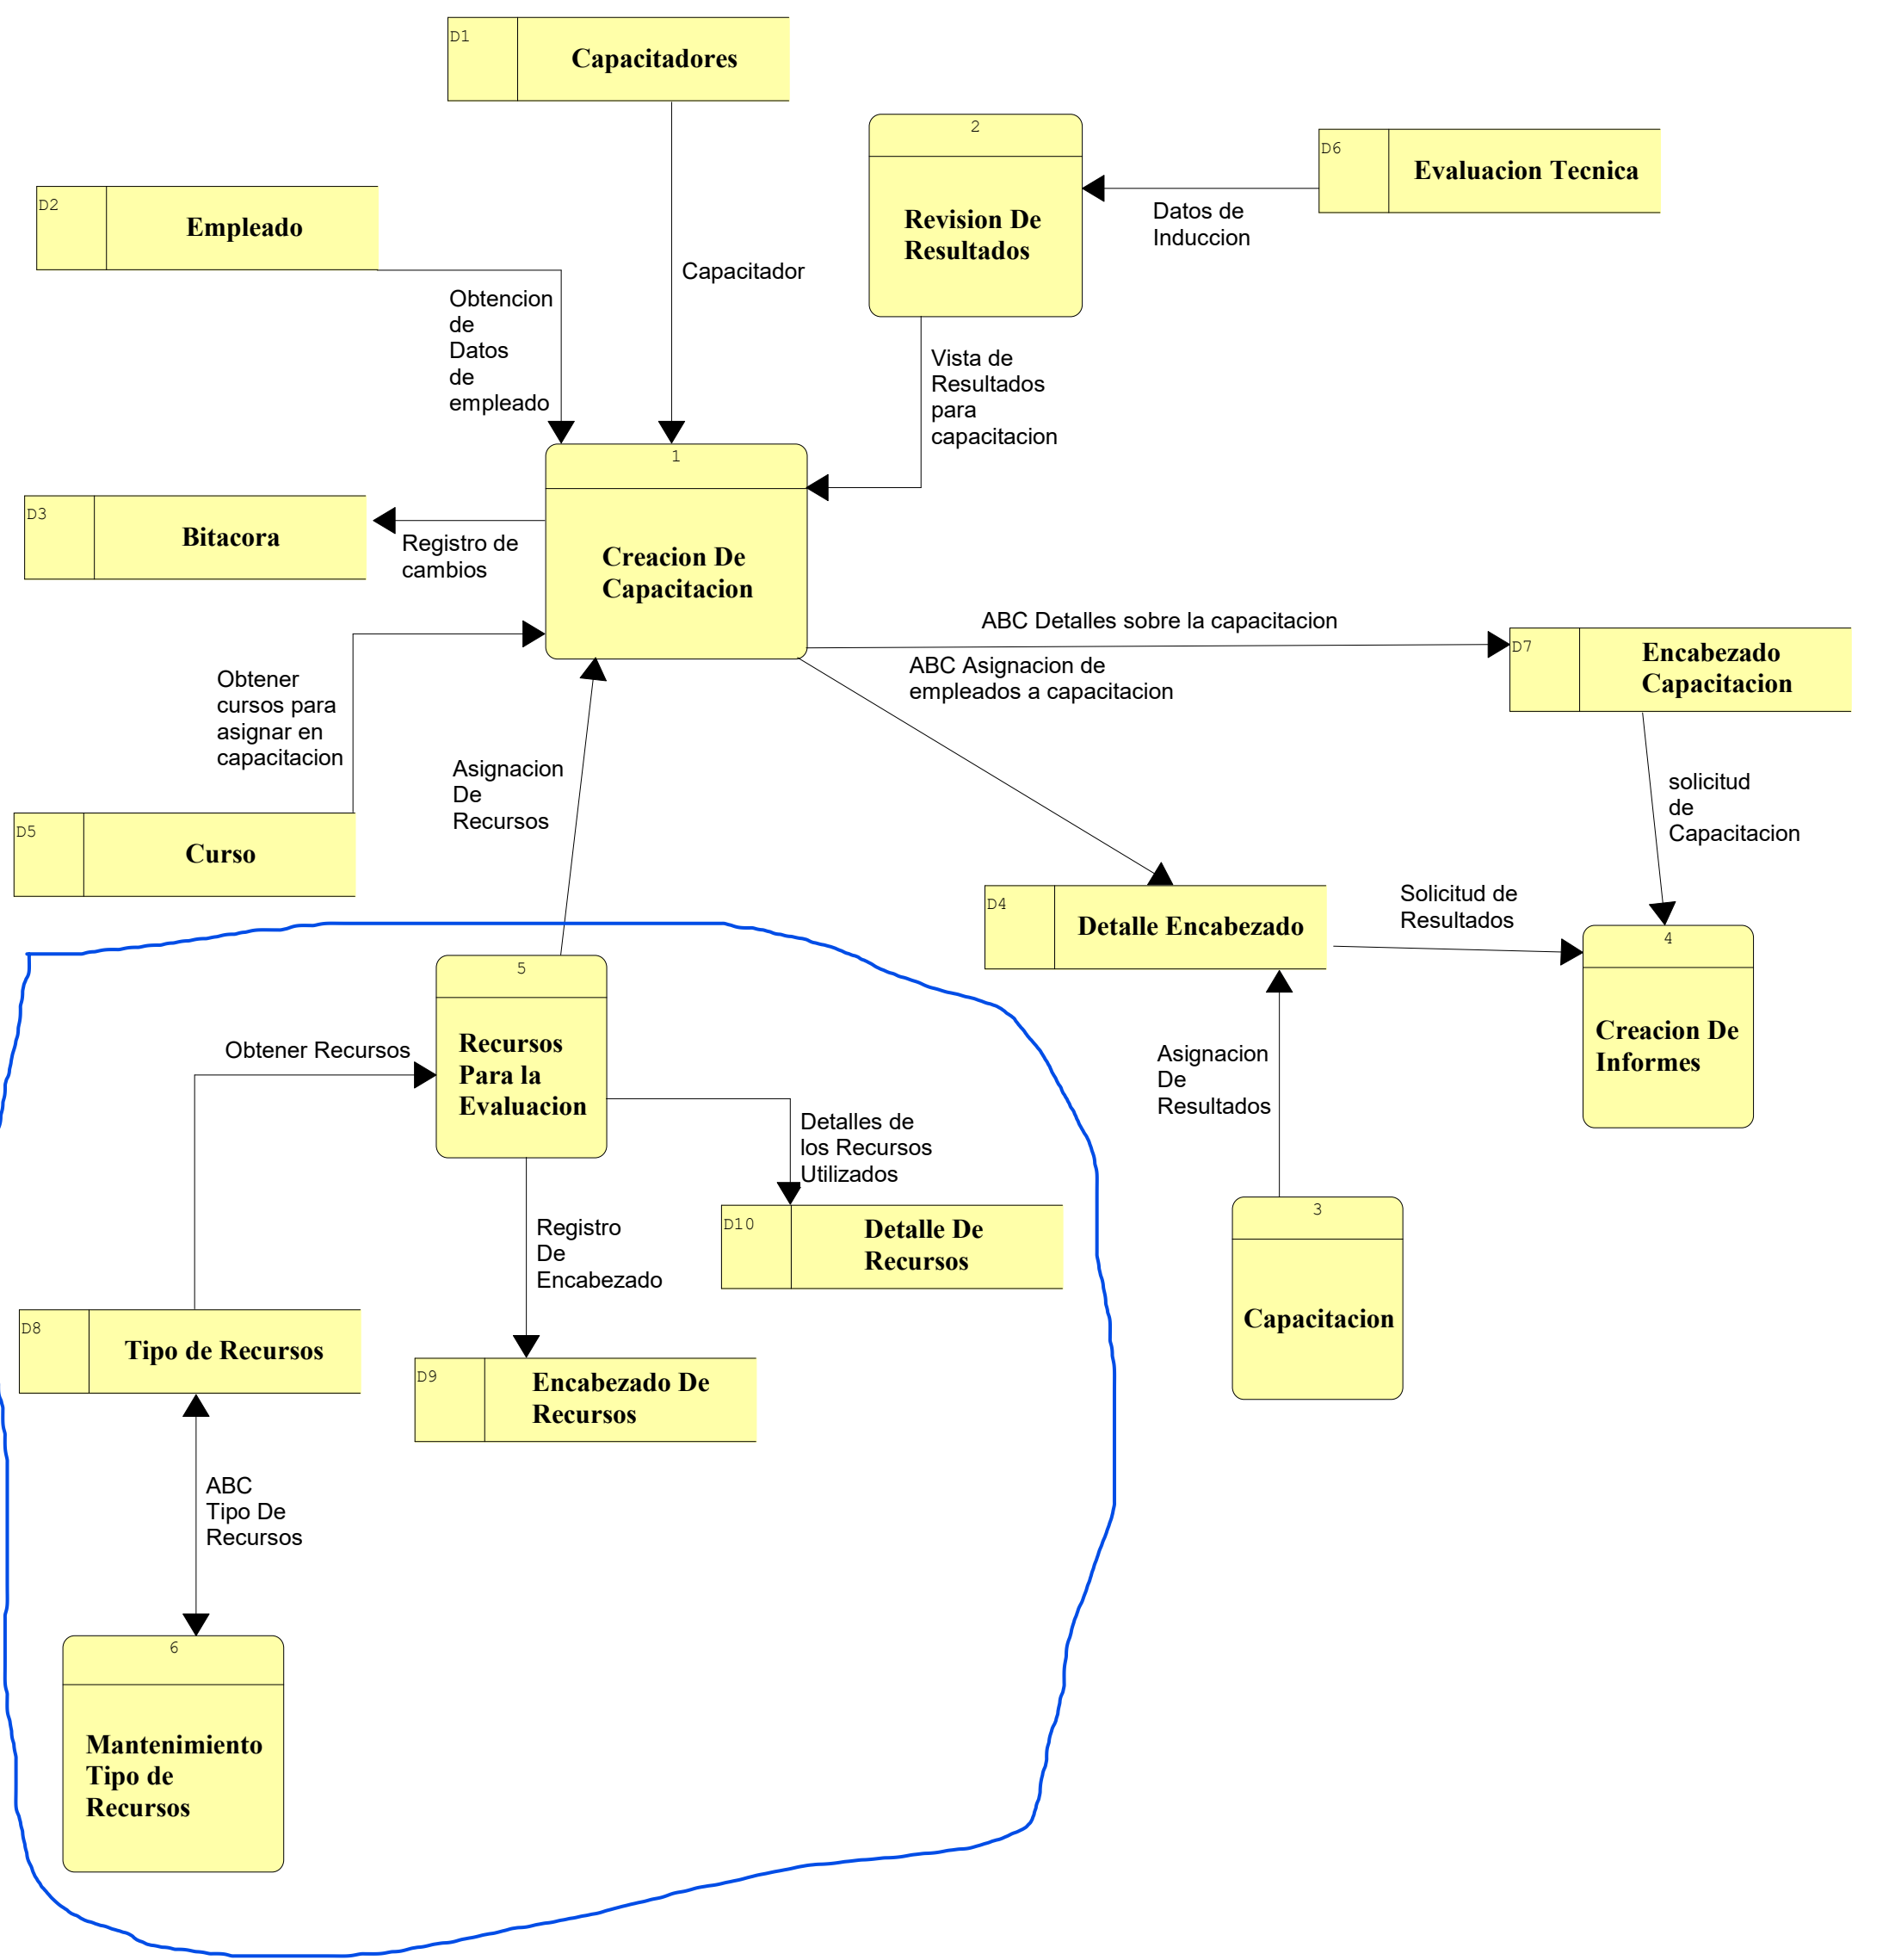 D1
Capacitadores
2
Revision De
Resultados
D6
Evaluacion Tecnica
Datos de
Induccion
D2
Empleado
Obtencion
de
Datos
de
empleado
Capacitador
Vista de
Resultados
para
capacitacion
1
Creacion De
Capacitacion
D3
Bitacora
Registro de
cambios
ABC Detalles sobre la capacitacion
ABC Asignacion de
empleados a capacitacion
D7
Encabezado
Capacitacion
Obtener
cursos para
asignar en
capacitacion
Asignacion
De
Recursos
solicitud
de
Capacitacion
D5
Curso
D4
Detalle Encabezado
Solicitud de
Resultados
4
Creacion De
Informes
5
Recursos
Para la
Evaluacion
Obtener Recursos
Asignacion
De
Resultados
Detalles de
los Recursos
Utilizados
Registro
De
Encabezado
D10
Detalle De
Recursos
3
Capacitacion
D8
Tipo de Recursos
D9
Encabezado De
Recursos
ABC
Tipo De
Recursos
6
Mantenimiento
Tipo de
Recursos